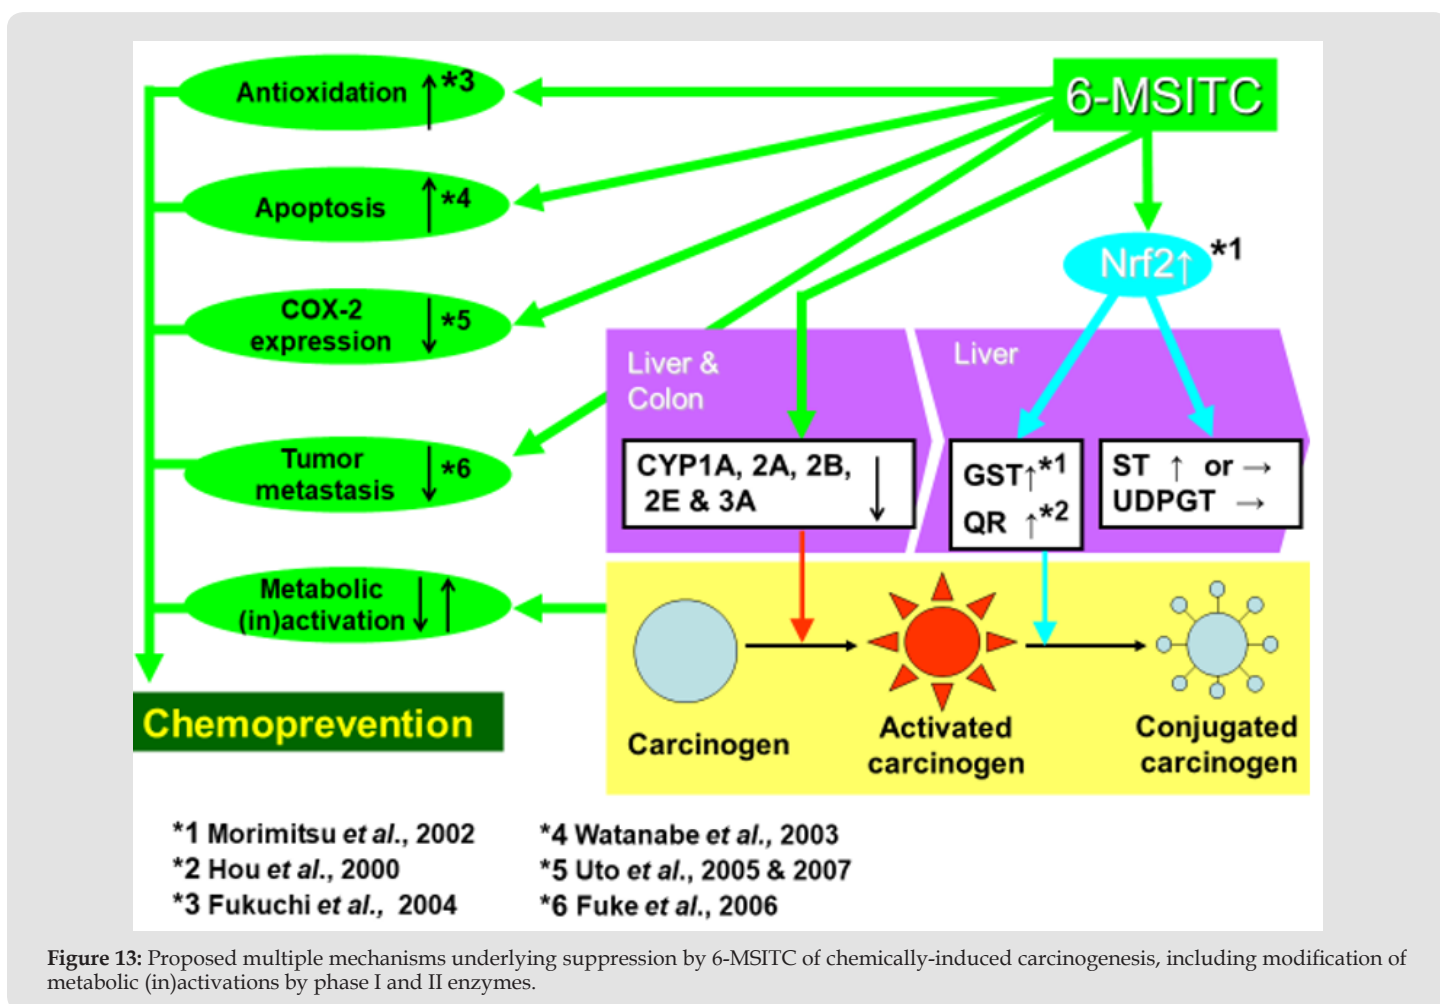 Antioxidation ↑*3
6-MSITC
Apoptosis ↑*4
Nrf2↑ *1
COX-2
expression ↓*5
Liver &
Colon
Liver
Tumor
metastasis ↓*6
CYP1A, 2A, 2B,
2E & 3A ↓
GST↑*1
QR ↑*2
ST ↑ or →
UDPGT →
Metabolic
(in)activation ↓↑
Carcinogen
Activated
carcinogen
Conjugated
carcinogen
Chemoprevention
*1 Morimitsu et al., 2002
*2 Hou et al., 2000
*3 Fukuchi et al., 2004
*4 Watanabe et al., 2003
*5 Uto et al., 2005 & 2007
*6 Fuke et al., 2006
Figure 13: Proposed multiple mechanisms underlying suppression by 6-MSITC of chemically-induced carcinogenesis, including modification of
metabolic (in)activations by phase I and II enzymes.